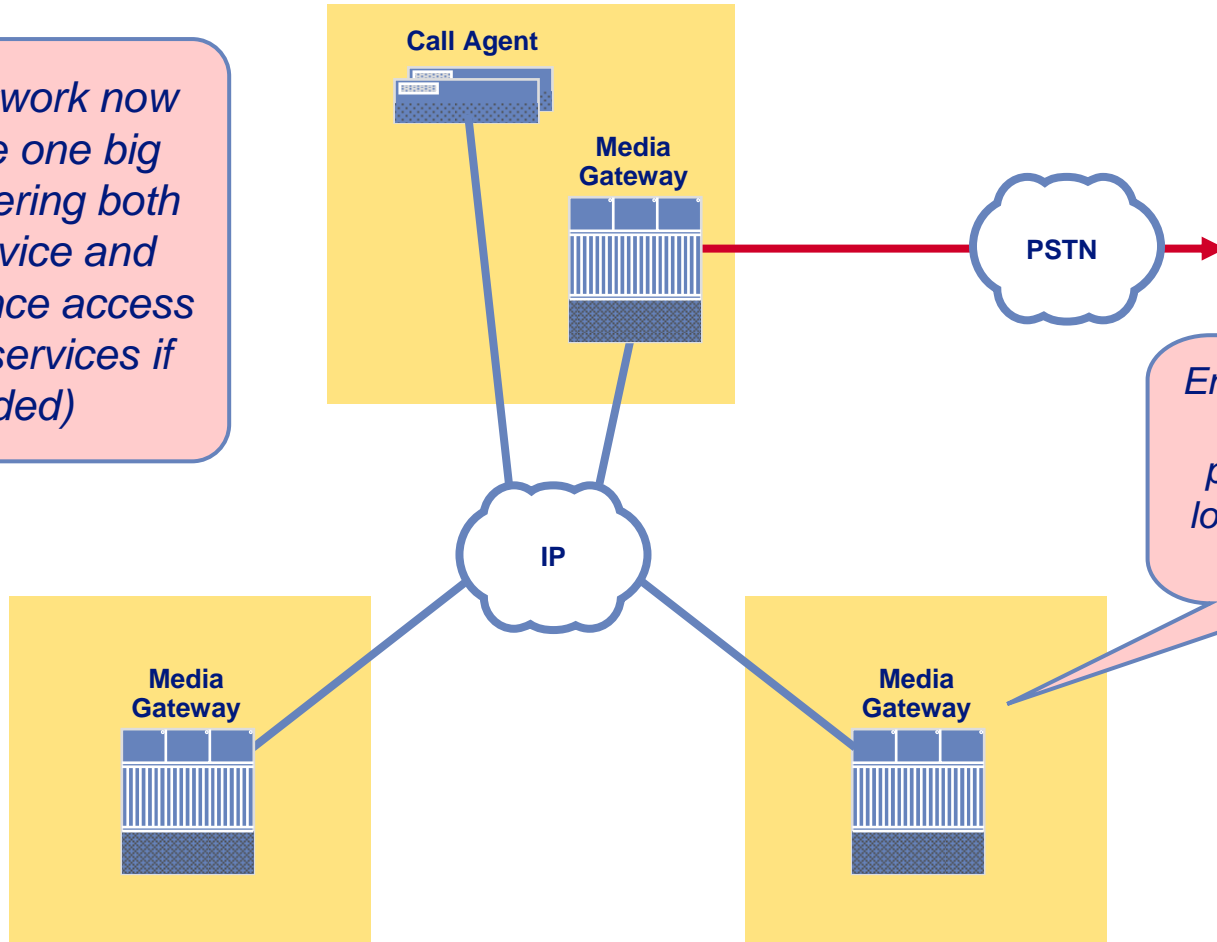 Call Agent
work now
e one big
ering both
vice and
nce access
services if
ded)
Media
Gateway
PSTN
En
p
lo
IP
Media
Gateway
Media
Gateway